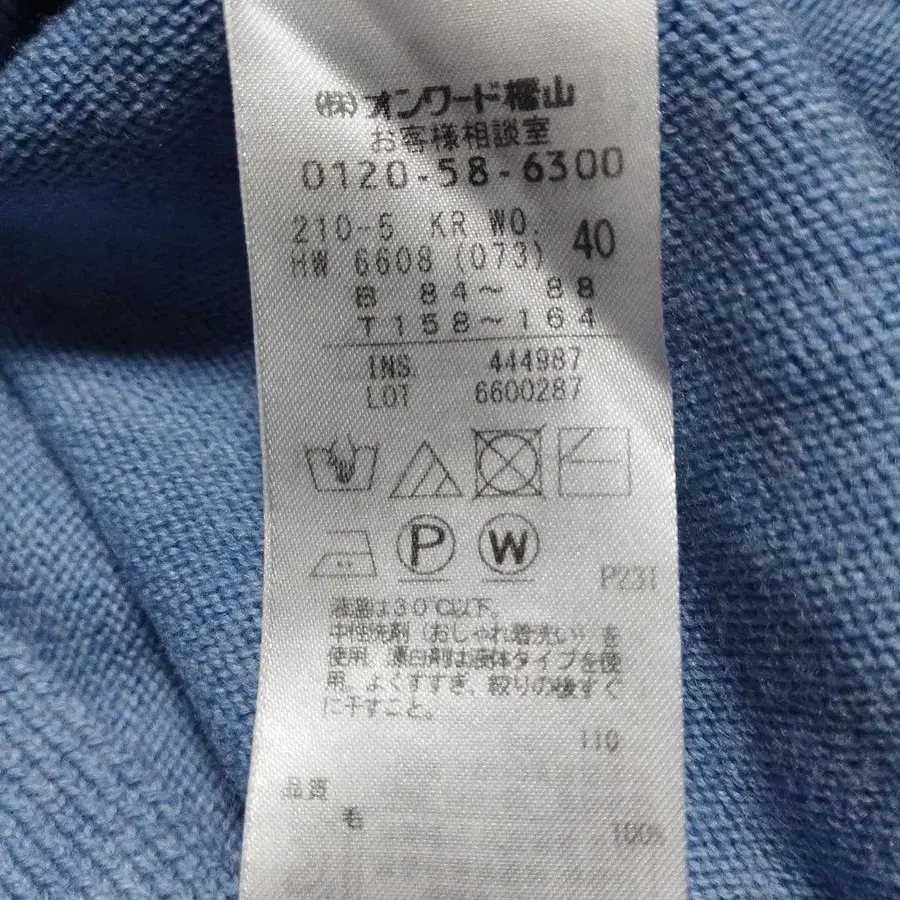 (株)オンワード樫山
お客様相談室
0120-58-6300
210-5 KR WO. 40
HW 6608 (073)
B 84～ 88
T158～164
INS 444987
LOT 6600287
P W
P231
液温は30℃以下。
中性洗剤（おしゃれ着洗い）を
使用。漂白剤は液体タイプを使
用。よくすすぎ、絞りの後すぐ
に干すこと。
110
品質
毛 100%